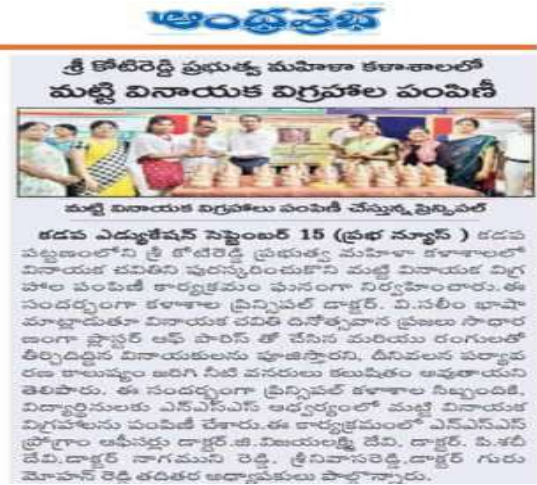 ఆంధ్రప్రభ
శ్రీ కోటిరెడ్డి ప్రభుత్వ మహిళా కళాశాలలో
మట్టి వినాయక విగ్రహాల పంపిణీ
మట్టి వినాయక విగ్రహాలు పంపిణీ చేస్తున్న ప్రిన్సిపల్
కడప ఎడ్యుకేషన్ సెప్టెంబర్ 15 (ప్రభ న్యూస్ ) కడప
పట్టణంలోని శ్రీ కోటిరెడ్డి ప్రభుత్వ మహిళా కళాశాలలో
వినాయక చవితిని పురస్కరించుకొని మట్టి వినాయక విగ్ర
హాల పంపిణీ కార్యక్రమం ఘనంగా నిర్వహించారు.ఈ
సందర్భంగా కళాశాల ప్రిన్సిపల్ డాక్టర్. వి.సలీం భాషా
మాట్లాడుతూ వినాయక చవితి దినోత్సవాన ప్రజలు సాధార
ణంగా ప్లాస్టర్ ఆఫ్ పారిస్ తో చేసిన మరియు రంగులతో
తీర్చిదిద్దిన వినాయకులను పూజిస్తారని, దీనివలన పర్యావ
రణ కాలుష్యం జరిగి నీటి వనరులు కలుషితం అవుతాయని
తెలిపారు. ఈ సందర్భంగా ప్రిన్సిపల్ కళాశాల సిబ్బందికి,
విద్యార్థినులకు ఎన్ఎస్ఎస్ ఆధ్వర్యంలో మట్టి వినాయక
విగ్రహాలను పంపిణీ చేశారు.ఈ కార్యక్రమంలో ఎన్ఎస్ఎస్
ప్రోగ్రాం ఆఫీసర్లు డాక్టర్.జి.విజయలక్ష్మి దేవి, డాక్టర్. పి.శచీ
దేవి.డాక్టర్ నాగముని రెడ్డి, శ్రీనివాసరెడ్డి,డాక్టర్ గురు
మోహన్ రెడ్డి తదితర అధ్యాపకులు పాల్గొన్నారు.